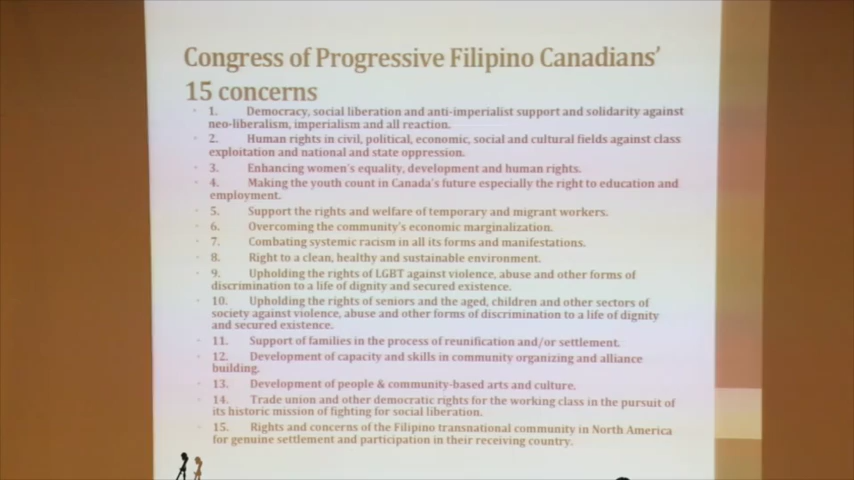 Congress of Progressive Filipino Canadians'
15 concerns
1. Democracy, social liberation and anti-imperialist support and solidarity against
neo-liberalism, imperialism and all reaction.
2. Human rights in civil, political, economic, social and cultural fields against class
exploitation and national and state oppression.
3. Enhancing women's equality, development and human rights.
4. Making the youth count in Canada's future especially the right to education and
employment.
5. Support the rights and welfare of temporary and migrant workers.
6. Overcoming the community's economic marginalization.
7. Combating systemic racism in all its forms and manifestations.
8. Right to a clean, healthy and sustainable environment.
9. Upholding the rights of LGBT against violence, abuse and other forms of
discrimination to a life of dignity and secured existence.
10. Upholding the rights of seniors and the aged, children and other sectors of
society against violence, abuse and other forms of discrimination to a life of dignity
and secured existence.
11. Support of families in the process of reunification and/or settlement.
12. Development of capacity and skills in community organizing and alliance
building.
13. Development of people & community-based arts and culture.
14. Trade union and other democratic rights for the working class in the pursuit of
its historic mission of fighting for social liberation.
15. Rights and concerns of the Filipino transnational community in North America
for genuine settlement and participation in their receiving country.